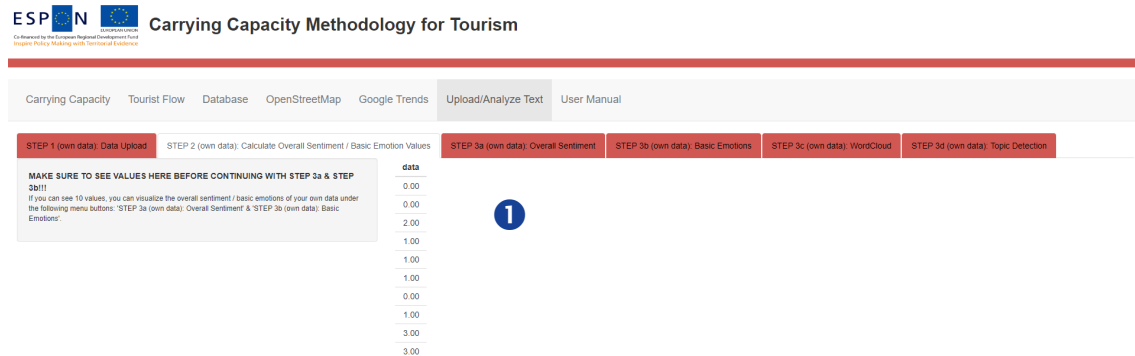 ESPON
EUROPEAN UNION
Co-financed by the European Regional Development Fund
Inspire Policy Making with Territorial Evidence
Carrying Capacity Methodology for Tourism
Carrying Capacity Tourist Flow Database OpenStreetMap Google Trends Upload/Analyze Text User Manual
STEP 1 (own data): Data Upload STEP 2 (own data): Calculate Overall Sentiment / Basic Emotion Values STEP 3a (own data): Overall Sentiment STEP 3b (own data): Basic Emotions STEP 3c (own data): WordCloud STEP 3d (own data): Topic Detection
MAKE SURE TO SEE VALUES HERE BEFORE CONTINUING WITH STEP 3a & STEP
3b!!!
If you can see 10 values, you can visualize the overall sentiment / basic emotions of your own data under
the following menu buttons: 'STEP 3a (own data): Overall Sentiment' & 'STEP 3b (own data): Basic
Emotions'.
data
0.00
0.00
2.00
1.00
1.00
1.00
0.00
1.00
3.00
3.00
1